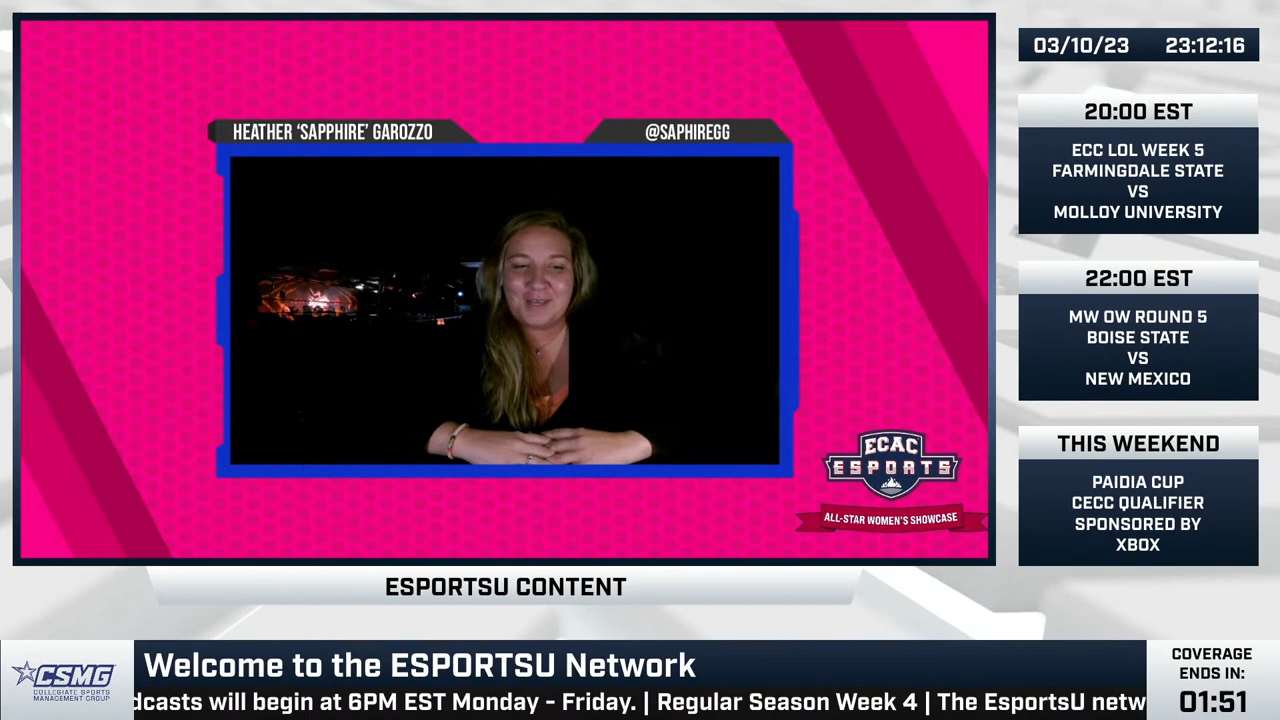 03/10/23 23:12:16
HEATHER 'SAPPHIRE' GAROZZO
@SAPHIREGG
20:00 EST
ECC LOL WEEK 5
FARMINGDALE STATE
VS
MOLLOY UNIVERSITY
22:00 EST
MW OW ROUND 5
BOISE STATE
VS
NEW MEXICO
THIS WEEKEND
PAIDIA CUP
CECC QUALIFIER
SPONSORED BY
XBOX
ECAC
ESPORTS
ALL-STAR WOMEN'S SHOWCASE
ESPORTSU CONTENT
CSMG
COLLEGIATE SPORTS
MANAGEMENT GROUP
Welcome to the ESPORTSU Network
dcasts will begin at 6PM EST Monday - Friday. | Regular Season Week 4 | The EsportsU netw
COVERAGE
ENDS IN:
01:51